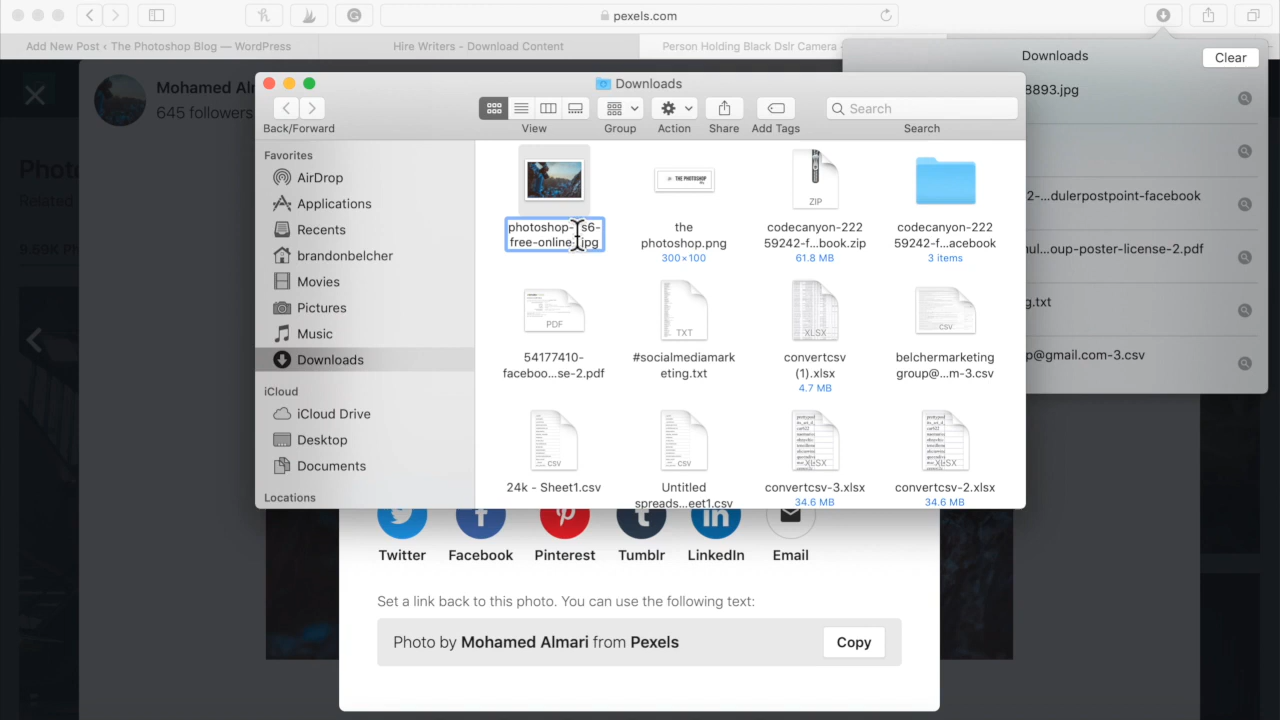 pexels.com
Add New Post ‹ The Photoshop Blog — WordPress
Hire Writers - Download Content
Person Holding Black Dslr Camera -
Downloads
Clear
8893.jpg
2-...dulerpostpoint-facebook
oup-poster-license-2.pdf
g.txt
p@gmail.com-3.csv
645 followers
Downloads
Search
Back/Forward
View
Group
Action
Share
Add Tags
Search
Favorites
AirDrop
Applications
Recents
brandonbelcher
Movies
Pictures
Music
Downloads
iCloud
iCloud Drive
Desktop
Documents
Locations
free-online-jpg
THE PHOTOSHOP
the
photoshop.png
300×100
ZIP
codecanyon-222
59242-f...book.zip
61.8 MB
codecanyon-222
59242-f...acebook
3 items
PDF
54177410-
faceboo...se-2.pdf
TXT
#socialmediamark
eting.txt
XLSX
convertcsv
(1).xlsx
4.7 MB
CSV
belchermarketing
group@...m-3.csv
CSV
24k - Sheet1.csv
CSV
Untitled
spreads...eet1.csv
XLSX
convertcsv-3.xlsx
34.6 MB
XLSX
convertcsv-2.xlsx
34.6 MB
Twitter
Facebook
Pinterest
Tumblr
LinkedIn
Email
Set a link back to this photo. You can use the following text:
Photo by Mohamed Almari from Pexels
Copy